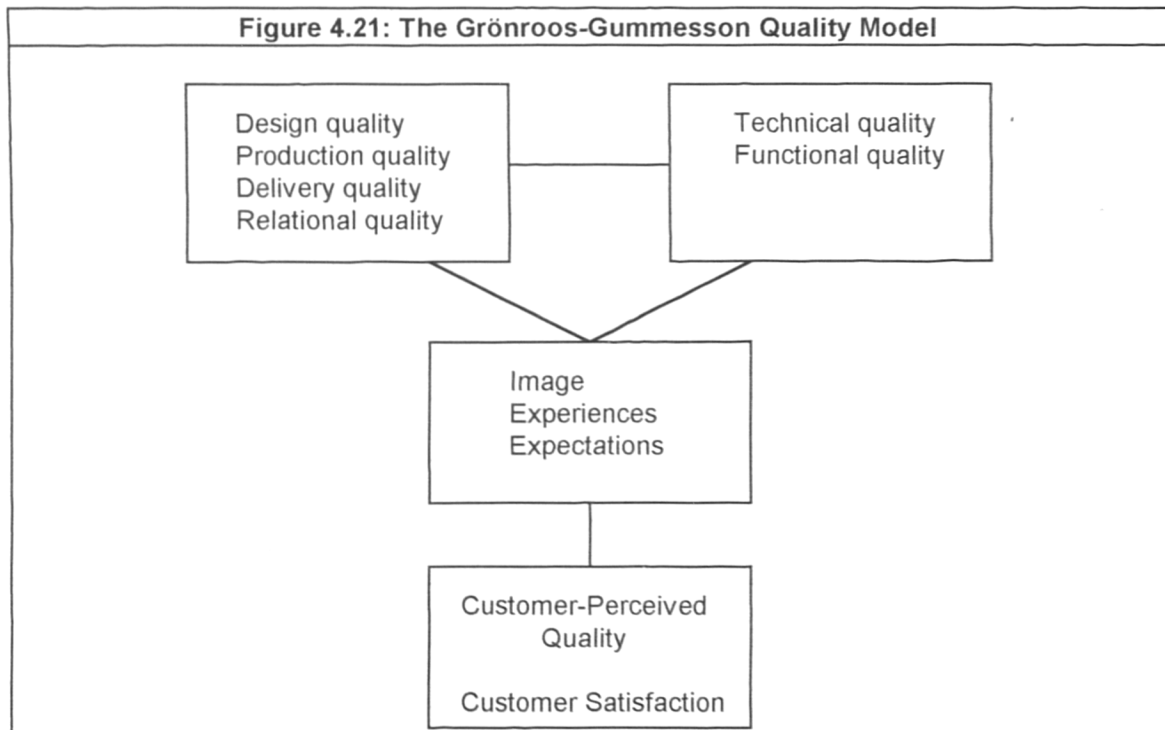 Figure 4.21: The Grönroos-Gummesson Quality Model
Design quality
Production quality
Delivery quality
Relational quality
Technical quality
Functional quality
Image
Experiences
Expectations
Customer-Perceived
Quality
Customer Satisfaction